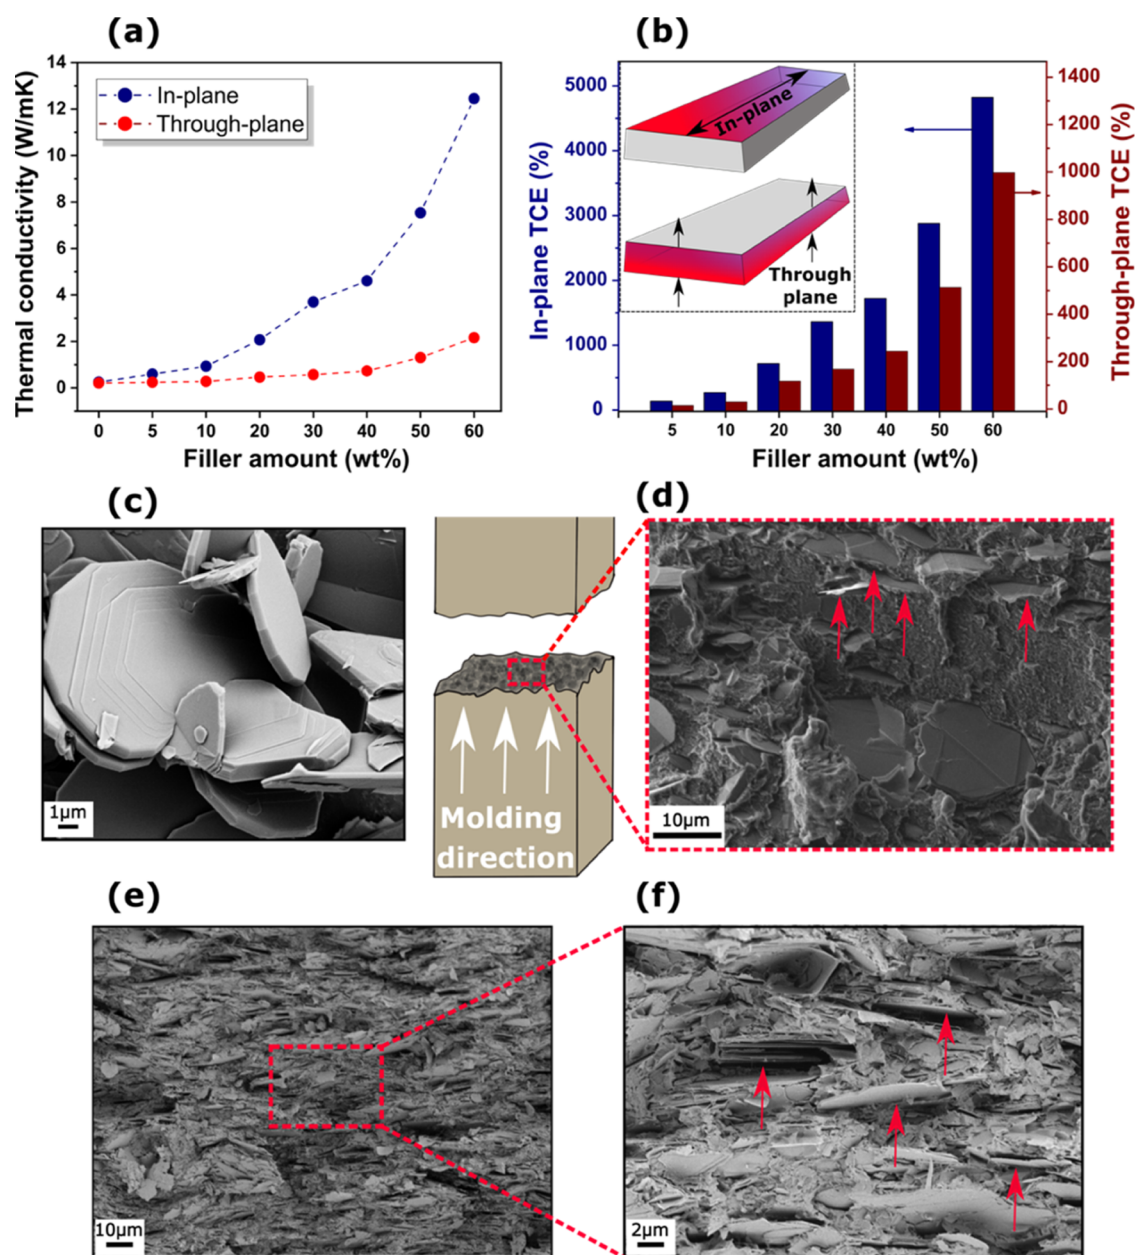 (a)
14
12
10
8
6
4
2
0
Thermal conductivity (W/mK)
In-plane
Through-plane
0 5 10 20 30 40 50 60
Filler amount (wt%)
(b)
5000
4000
3000
2000
1000
0
In-plane TCE (%)
In-plane
Through
plane
1400
1200
1000
800
600
400
200
0
Through-plane TCE (%)
5 10 20 30 40 50 60
Filler amount (wt%)
(c)
1µm
Molding
direction
(d)
10µm
(e)
10µm
(f)
2µm